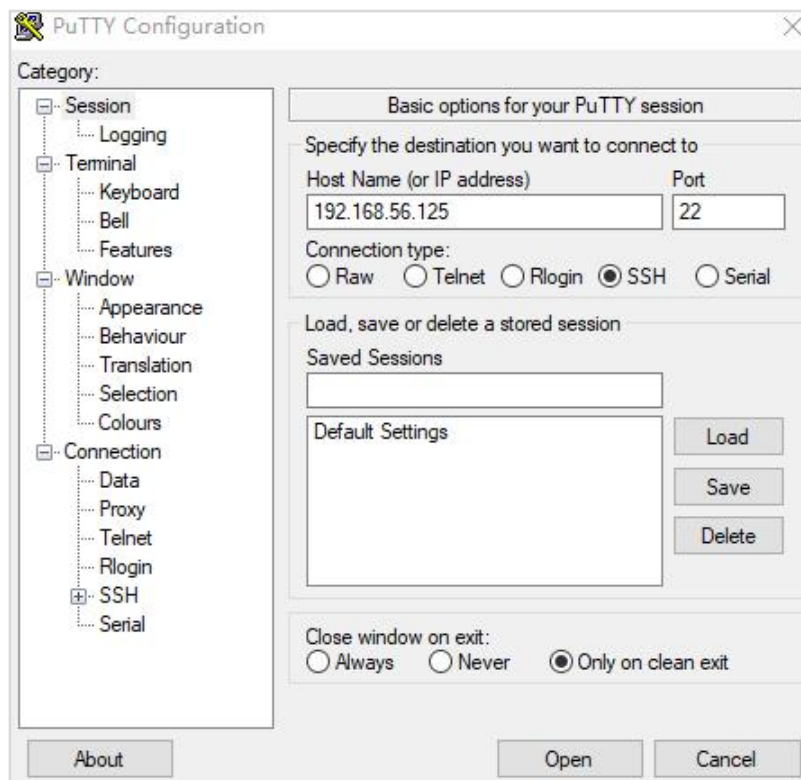 PuTTY Configuration
Category:
Session
Logging
Terminal
Keyboard
Bell
Features
Window
Appearance
Behaviour
Translation
Selection
Colours
Connection
Data
Proxy
Telnet
Rlogin
SSH
Serial
Basic options for your PuTTY session
Specify the destination you want to connect to
Host Name (or IP address) Port
192.168.56.125 22
Connection type:
Raw Telnet Rlogin SSH Serial
Load, save or delete a stored session
Saved Sessions
Default Settings
Load
Save
Delete
Close window on exit:
Always Never Only on clean exit
About Open Cancel